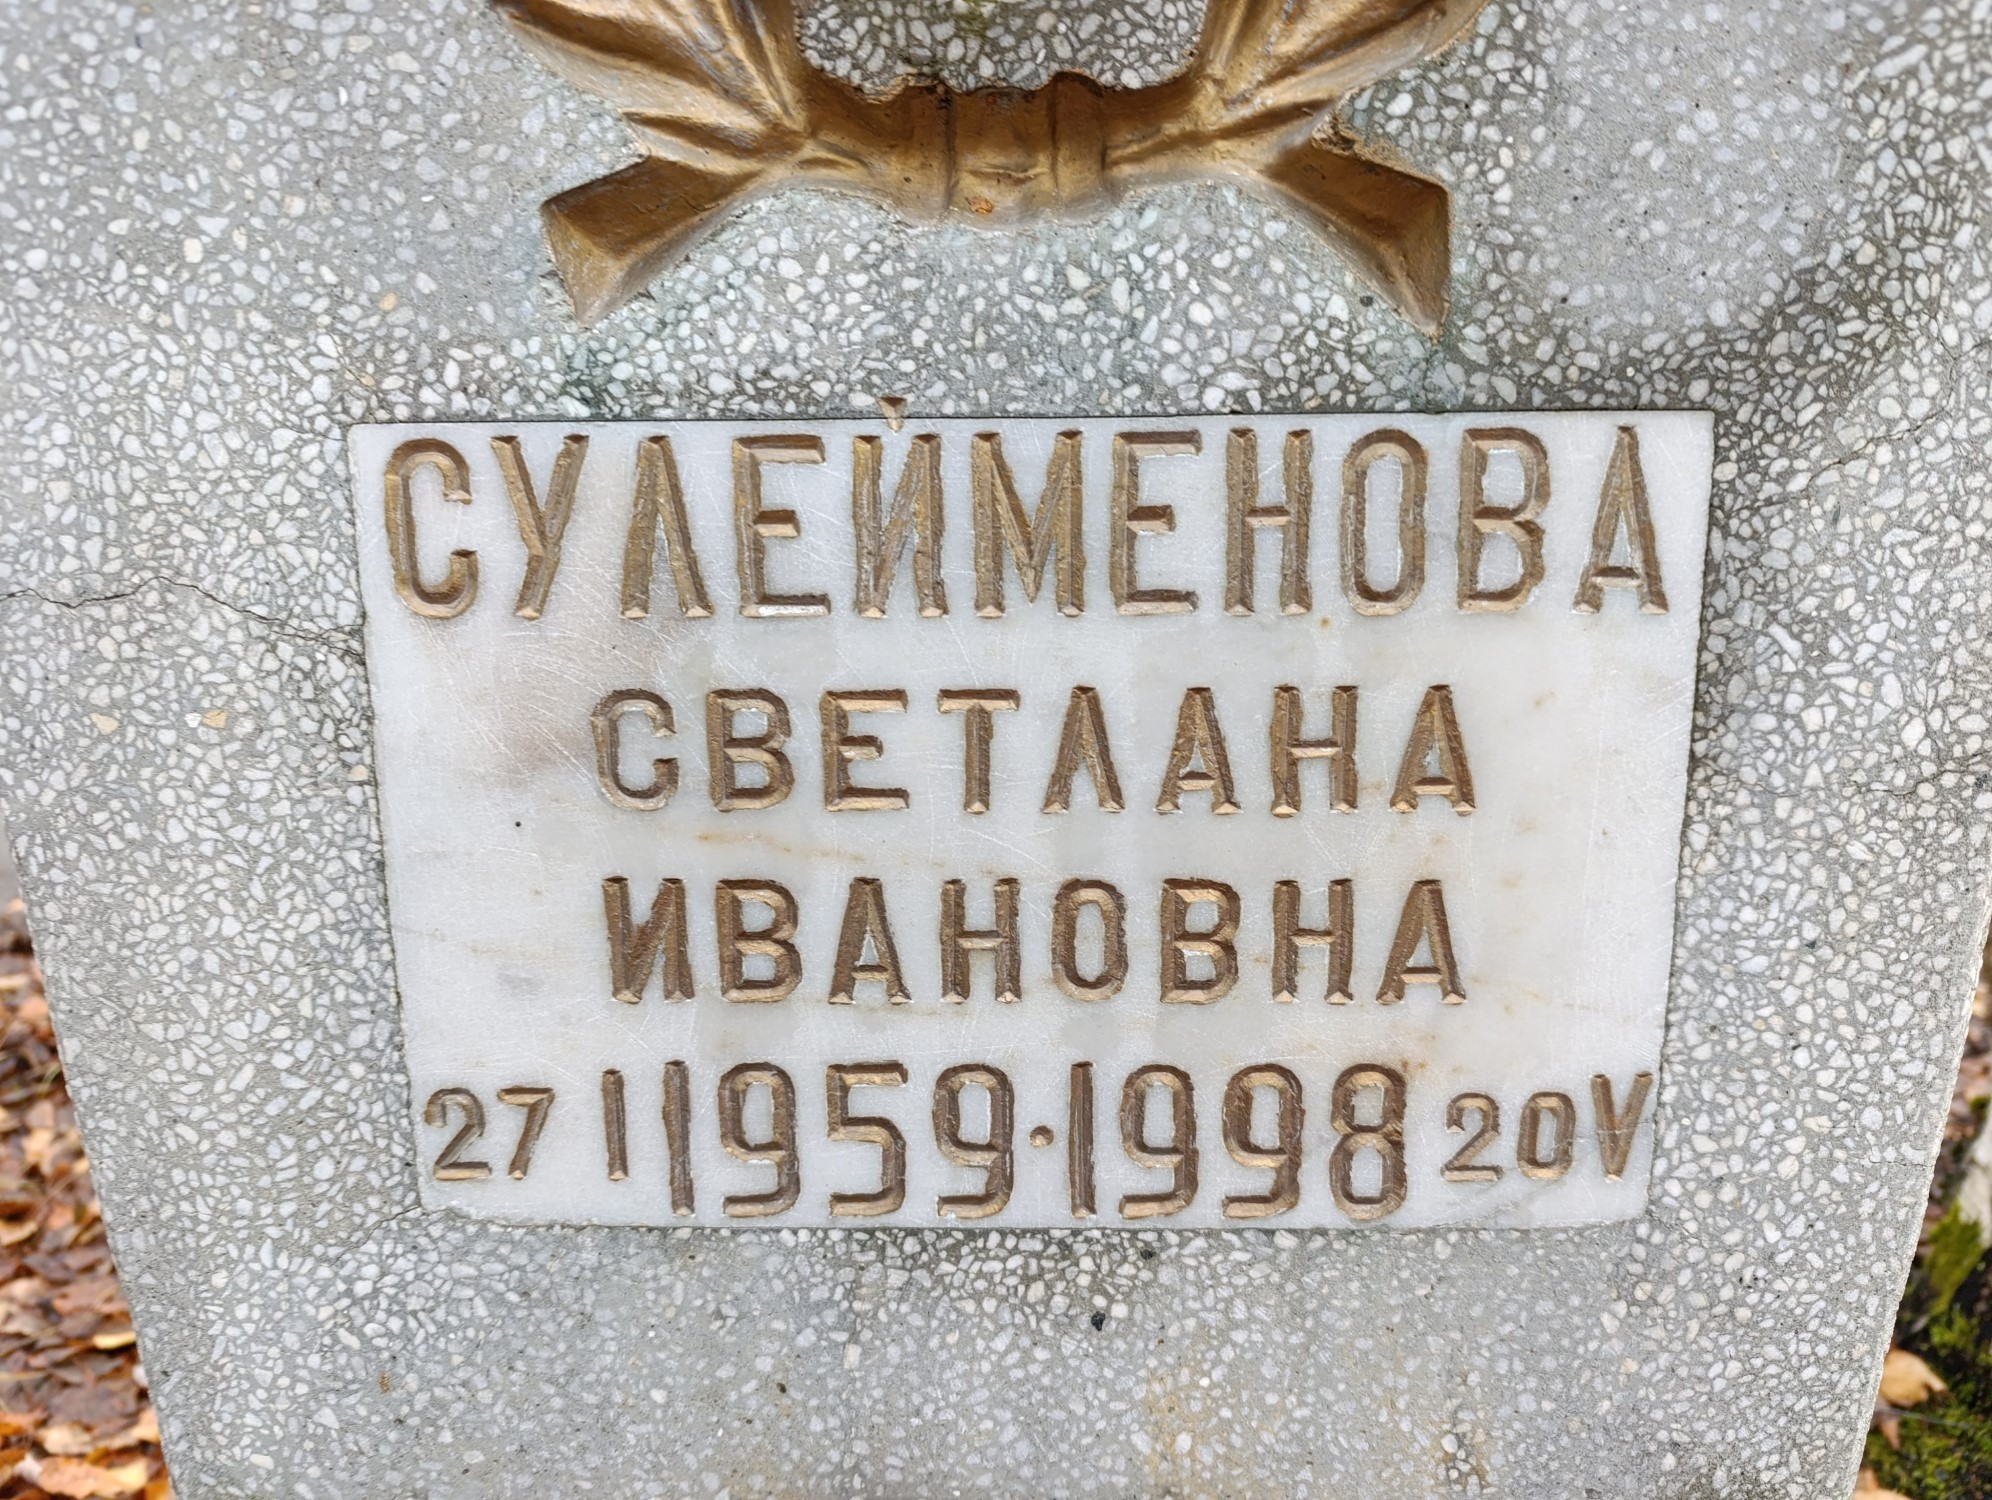 СУЛЕЙМЕНОВА
СВЕТЛАНА
ИВАНОВНА
27 I 1959·1998 20 V